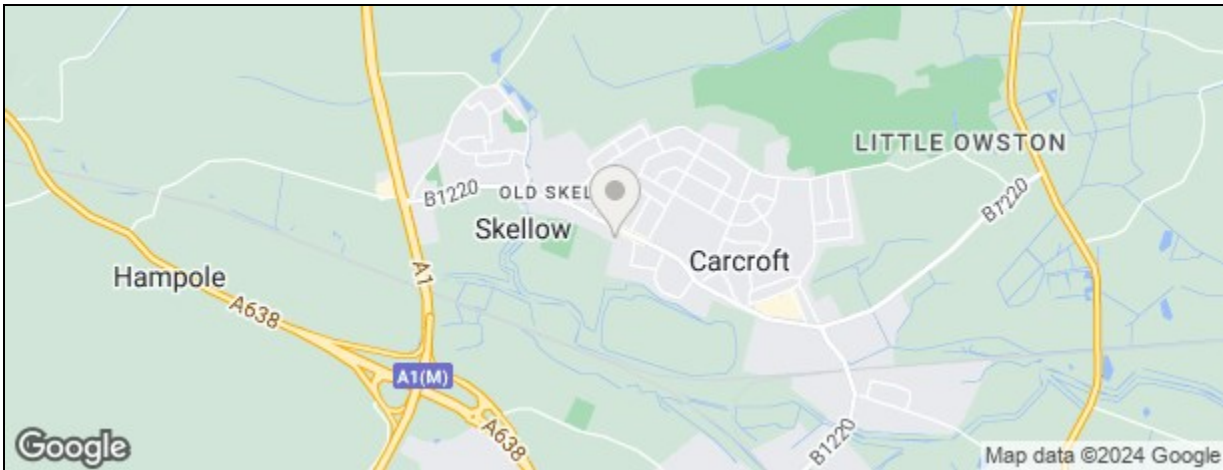 LITTLE OWSTON
B1220
OLD SKEL
B1220
Skellow
Carcroft
Hampole
A1
A638
A1(M)
A638
B1220
Google
Map data ©2024 Google